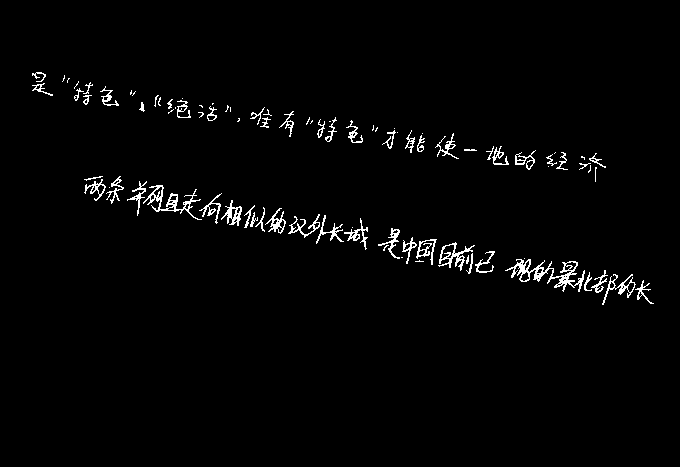 是“特色”、“绝活”，唯有“特色”才能使一地的经济
两条并列且走向相似的汉外长城 是中国目前已 现的最北部的长